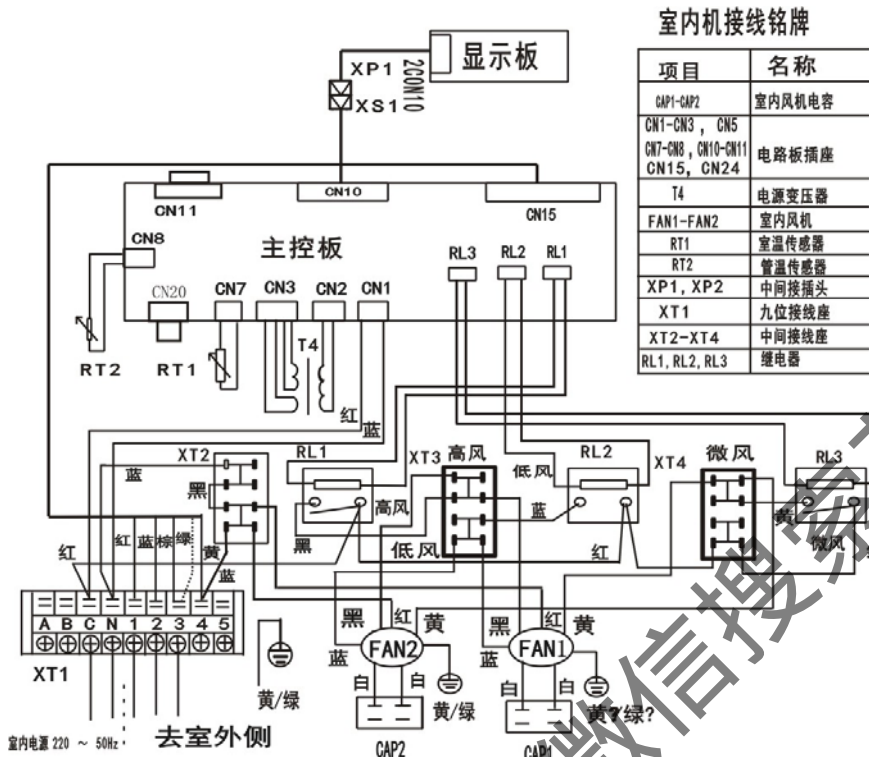 室内机接线铭牌
项目 名称
CAP1-CAP2 室内风机电容
CN1-CN3 , CN5
CN7-CN8 , CN10-CN11
CN15, CN24
电路板插座
T4 电源变压器
FAN1-FAN2 室内风机
RT1 室温传感器
RT2 管温传感器
XP1, XP2 中间接插头
XT1 九位接线座
XT2-XT4 中间接线座
RL1, RL2, RL3 继电器
显示板
2CON10
XP1
XS1
CN11
CN10
CN15
CN8
主控板
RL3 RL2 RL1
CN20
CN7 CN3 CN2 CN1
RT2
RT1
T4
红
蓝
XT2
蓝
黑
RL1
高风
黑
XT3
高风
低风
低风
RL2
蓝
红
XT4
微风
RL3
黄
微风
红
红 蓝 棕 绿
黄
蓝
A B C N 1 2 3 4 5
XT1
黄/绿
黑
红
黄
蓝
FAN2
白 白
黄/绿
CAP2
黑
红
黄
蓝
FAN1
白 白
黄?绿?
CAP1
室内电源 220 ~ 50Hz
去室外侧
微信搜索